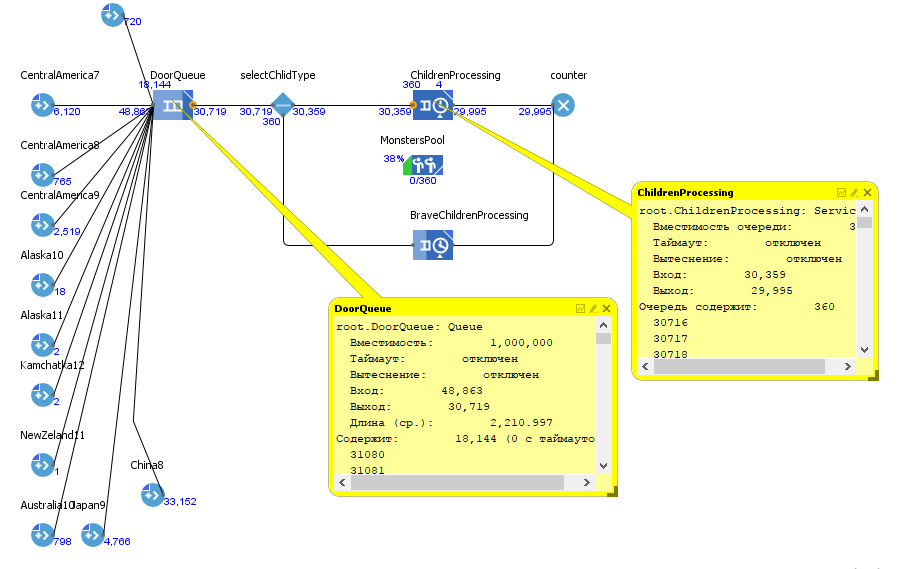 720
CentralAmerica7
6,120
DoorQueue
18,144
48,863
30,719
selectChlidType
30,719
30,359
360
ChildrenProcessing
360
4
30,359
29,995
counter
29,995
MonstersPool
38%
0/360
BraveChildrenProcessing
CentralAmerica8
765
CentralAmerica9
2,519
Alaska10
18
Alaska11
2
Kamchatka12
2
NewZeland11
1
China8
33,152
Australia10
798
Japan9
4,766
ChildrenProcessing
root.ChildrenProcessing: Servic
Вместимость очереди: 3
Таймаут: отключен
Вытеснение: отключен
Вход: 30,359
Выход: 29,995
Очередь содержит: 360
30716
30717
30718
DoorQueue
root.DoorQueue: Queue
Вместимость: 1,000,000
Таймаут: отключен
Вытеснение: отключен
Вход: 48,863
Выход: 30,719
Длина (ср.): 2,210.997
Содержит: 18,144 (0 с таймауто
31080
31081